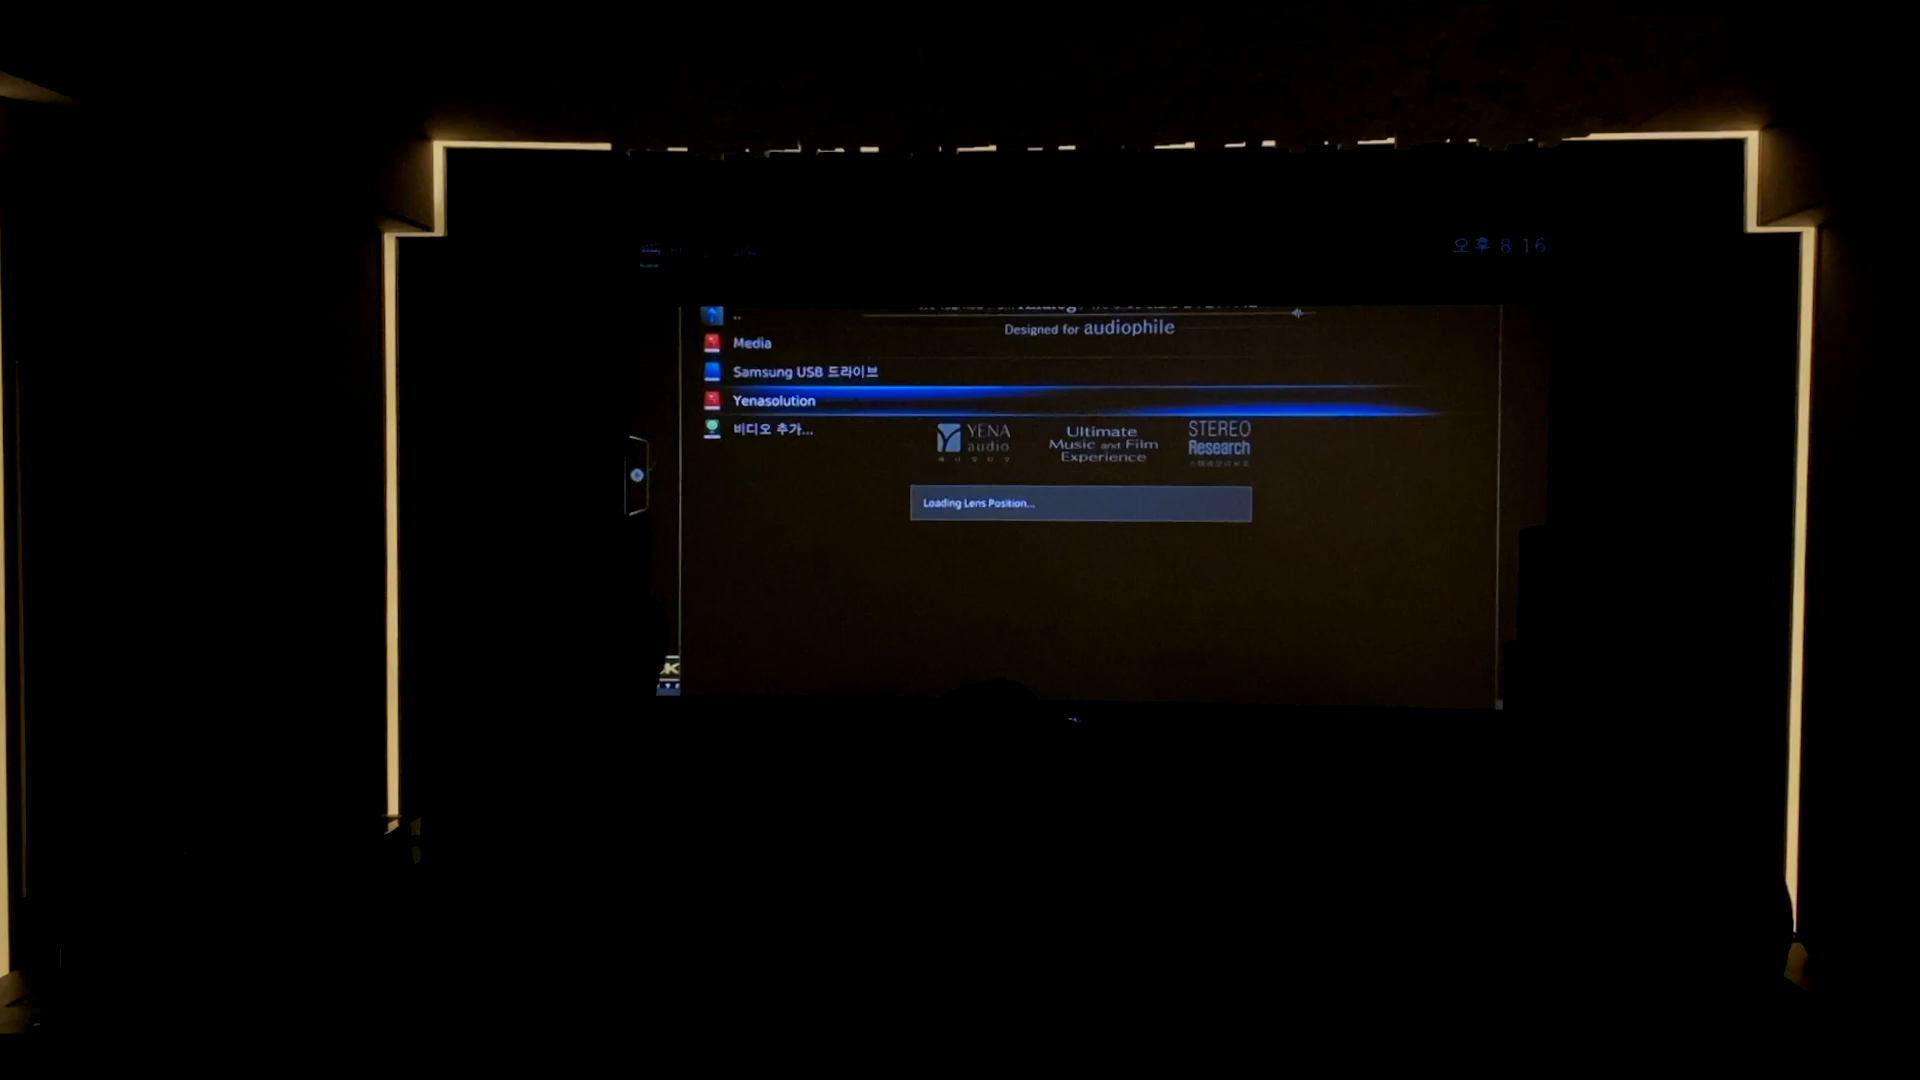 오후 8 16
..
Designed for audiophile
Media
Samsung USB 드라이브
Yenasolution
비디오 추가...
YENA audio
Ultimate
Music and Film
Experience
STEREO
Research
Loading Lens Position...